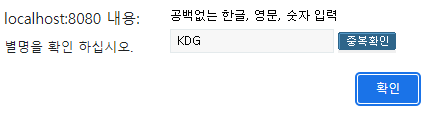 localhost:8080 내용:
별명을 확인 하십시오.
공백없는 한글, 영문, 숫자 입력
KDG 중복확인
확인